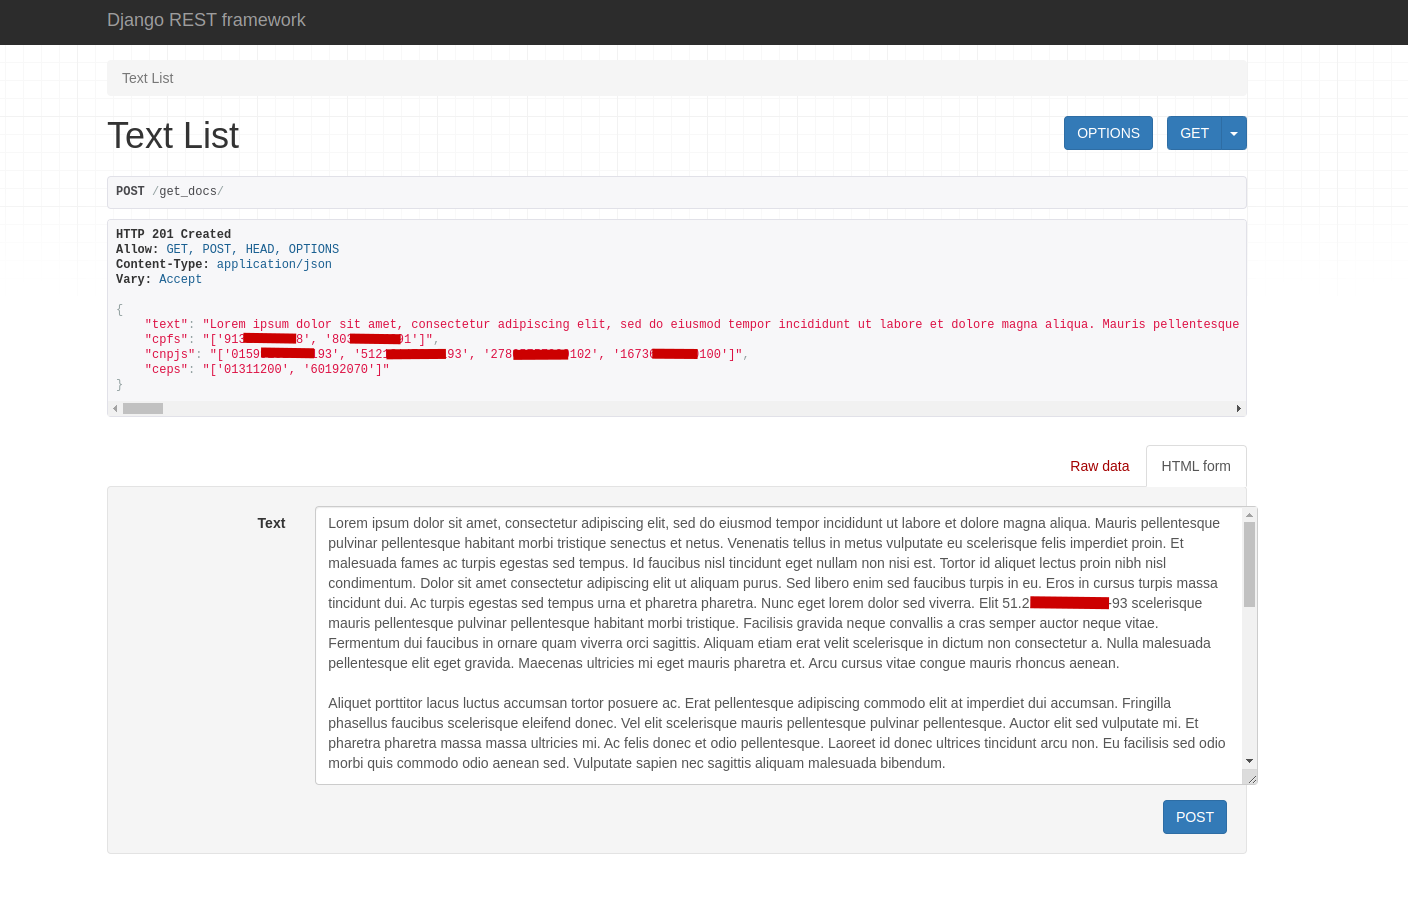 Django REST framework
Text List
Text List
OPTIONS
GET
POST /get_docs/
HTTP 201 Created
Allow: GET, POST, HEAD, OPTIONS
Content-Type: application/json
Vary: Accept
{
"text": "Lorem ipsum dolor sit amet, consectetur adipiscing elit, sed do eiusmod tempor incididunt ut labore et dolore magna aliqua. Mauris pellentesque
"cpfs": "['913 8', '803 91']",
"cnpjs": "['0159 193', '5121 193', '278 102', '1673 100']",
"ceps": "['01311200', '60192070']"
}
Raw data
HTML form
Text
Lorem ipsum dolor sit amet, consectetur adipiscing elit, sed do eiusmod tempor incididunt ut labore et dolore magna aliqua. Mauris pellentesque
pulvinar pellentesque habitant morbi tristique senectus et netus. Venenatis tellus in metus vulputate eu scelerisque felis imperdiet proin. Et
malesuada fames ac turpis egestas sed tempus. Id faucibus nisl tincidunt eget nullam non nisi est. Tortor id aliquet lectus proin nibh nisl
condimentum. Dolor sit amet consectetur adipiscing elit ut aliquam purus. Sed libero enim sed faucibus turpis in eu. Eros in cursus turpis massa
tincidunt dui. Ac turpis egestas sed tempus urna et pharetra pharetra. Nunc eget lorem dolor sed viverra. Elit 51.2 -93 scelerisque
mauris pellentesque pulvinar pellentesque habitant morbi tristique. Facilisis gravida neque convallis a cras semper auctor neque vitae.
Fermentum dui faucibus in ornare quam viverra orci sagittis. Aliquam etiam erat velit scelerisque in dictum non consectetur a. Nulla malesuada
pellentesque elit eget gravida. Maecenas ultricies mi eget mauris pharetra et. Arcu cursus vitae congue mauris rhoncus aenean.
Aliquet porttitor lacus luctus accumsan tortor posuere ac. Erat pellentesque adipiscing commodo elit at imperdiet dui accumsan. Fringilla
phasellus faucibus scelerisque eleifend donec. Vel elit scelerisque mauris pellentesque pulvinar pellentesque. Auctor elit sed vulputate mi. Et
pharetra pharetra massa massa ultricies mi. Ac felis donec et odio pellentesque. Laoreet id donec ultrices tincidunt arcu non. Eu facilisis sed odio
morbi quis commodo odio aenean sed. Vulputate sapien nec sagittis aliquam malesuada bibendum.
POST